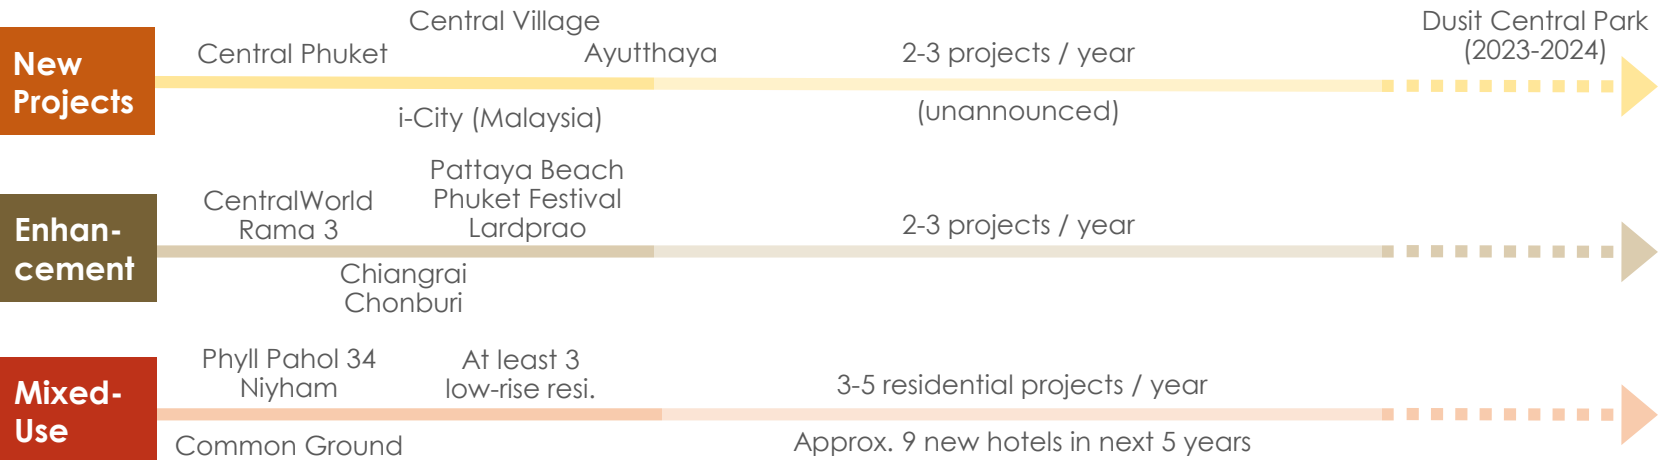 New
Projects
Central Phuket
Central Village
Ayutthaya
i-City (Malaysia)
2-3 projects / year
(unannounced)
Dusit Central Park
(2023-2024)
Enhan-
cement
CentralWorld
Rama 3
Pattaya Beach
Phuket Festival
Lardprao
Chiangrai
Chonburi
2-3 projects / year
Mixed-
Use
Phyll Pahol 34
Niyham
At least 3
low-rise resi.
Common Ground
3-5 residential projects / year
Approx. 9 new hotels in next 5 years